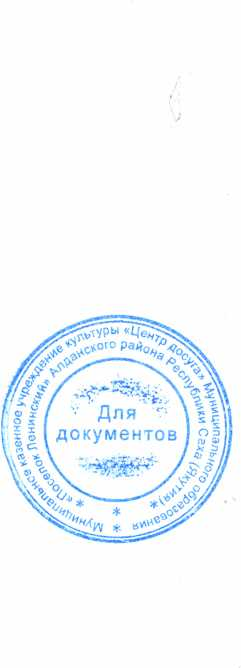 Муниципальное казенное учреждение культуры «Центр досуга» Муниципального образования
«Поселок Ленинский» Алданского района Республики Саха (Якутия)
Для
документов